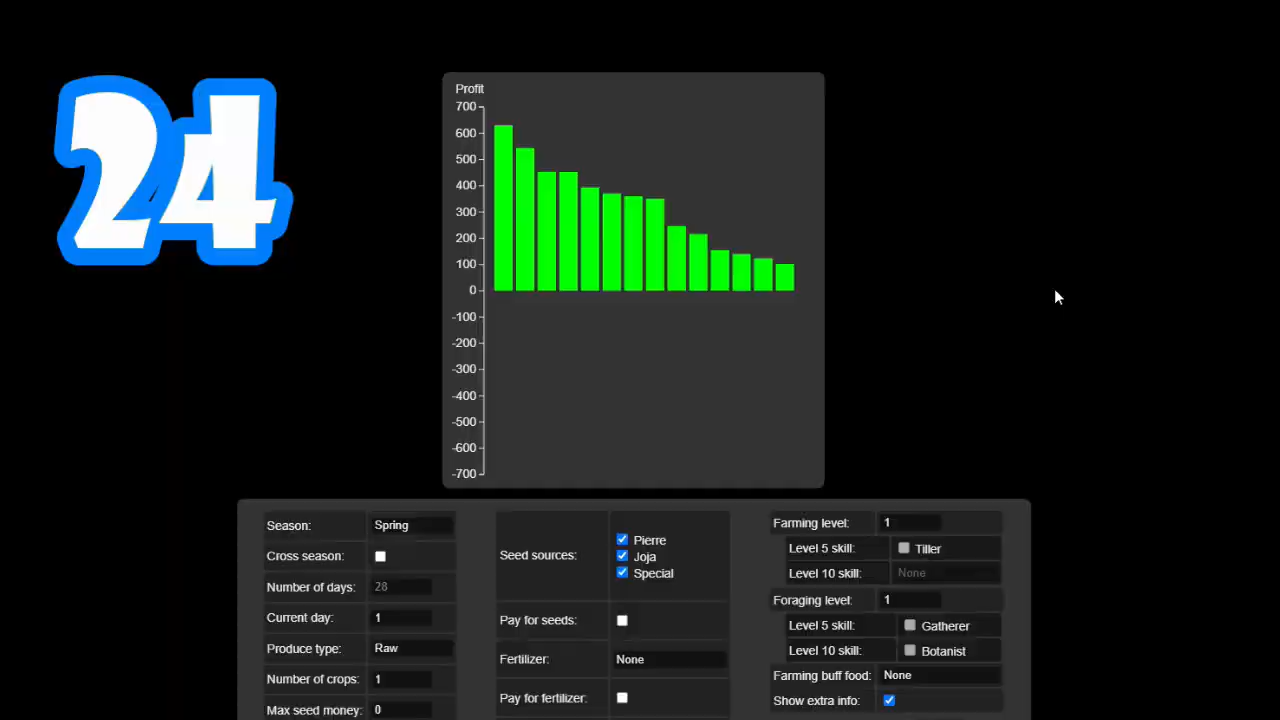 24
Profit
700
600
500
400
300
200
100
0
-100
-200
-300
-400
-500
-600
-700
Season: Spring
Cross season:
Number of days: 28
Current day: 1
Produce type: Raw
Number of crops: 1
Max seed money: 0
Seed sources:
Pierre
Joja
Special
Pay for seeds:
Fertilizer: None
Pay for fertilizer:
Farming level: 1
Level 5 skill: Tiller
Level 10 skill: None
Foraging level: 1
Level 5 skill: Gatherer
Level 10 skill: Botanist
Farming buff food: None
Show extra info: